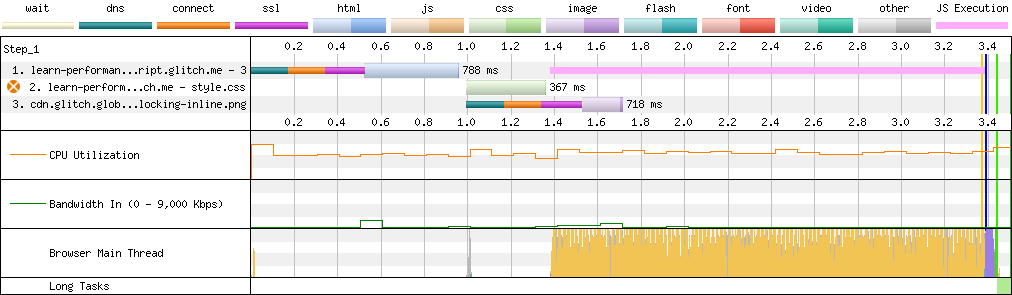 wait dns connect ssl html js css image flash font video other JS Execution
Step_1
0.2 0.4 0.6 0.8 1.0 1.2 1.4 1.6 1.8 2.0 2.2 2.4 2.6 2.8 3.0 3.2 3.4
1. learn-performan...ript.glitch.me - 3 788 ms
2. learn-perform...ch.me - style.css 367 ms
3. cdn.glitch.glob...locking-inline.png 718 ms
0.2 0.4 0.6 0.8 1.0 1.2 1.4 1.6 1.8 2.0 2.2 2.4 2.6 2.8 3.0 3.2 3.4
CPU Utilization
Bandwidth In (0 - 9,000 Kbps)
Browser Main Thread
Long Tasks